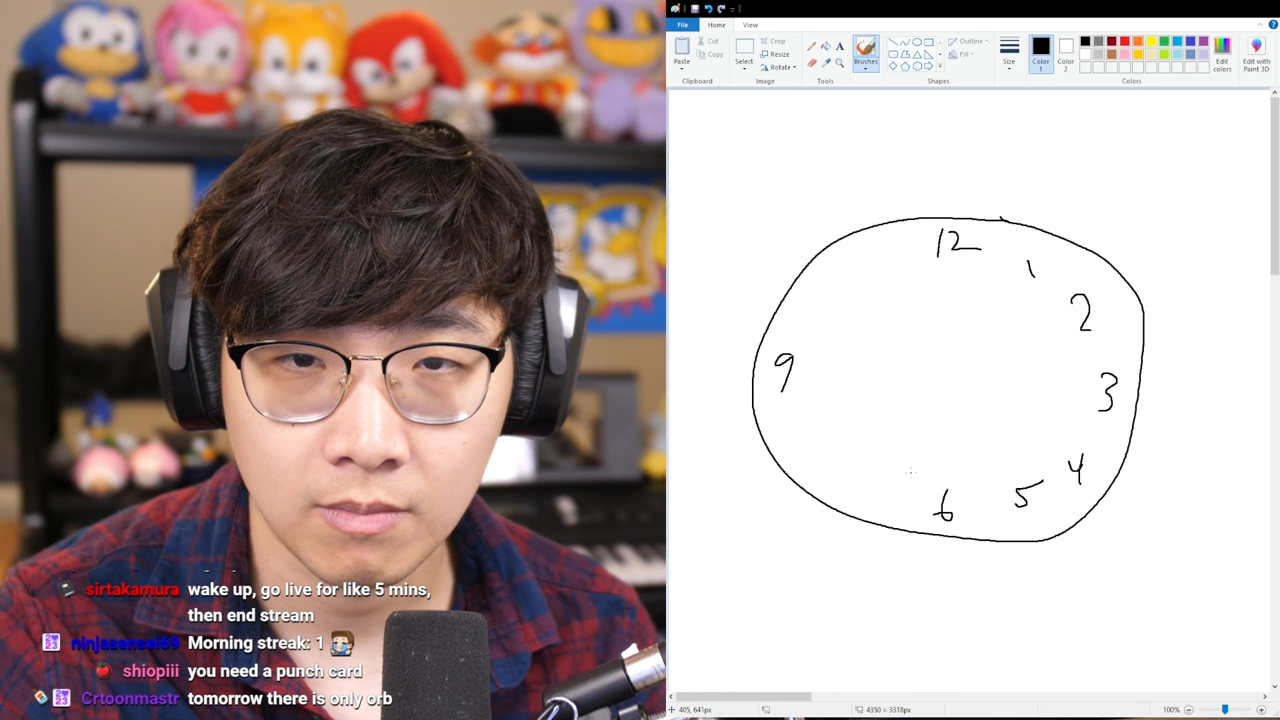 File
Home
View
Paste
Cut
Copy
Clipboard
Select
Crop
Resize
Rotate
Image
A
Tools
Brushes
Outline
Fill
Shapes
Size
Color
1
Color
2
Edit
colors
Colors
Edit with
Paint 3D
12
1
2
3
4
5
6
9
sirtakamura wake up, go live for like 5 mins,
then end stream
ninjasensei69 Morning streak: 1
shiopiii you need a punch card
Crtoonmastr tomorrow there is only orb
405, 641px
4350 × 3318px
100%